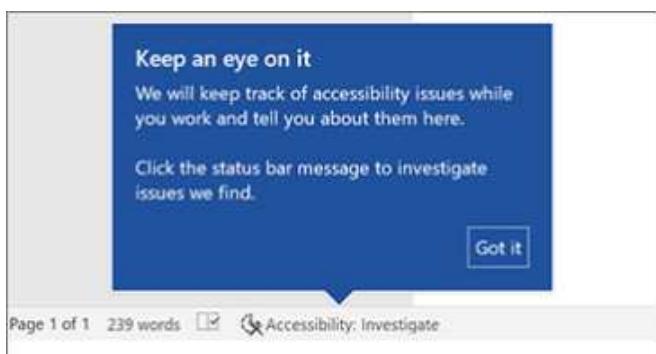 Keep an eye on it
We will keep track of accessibility issues while
you work and tell you about them here.
Click the status bar message to investigate
issues we find.
Got it
Page 1 of 1 239 words Accessibility: Investigate